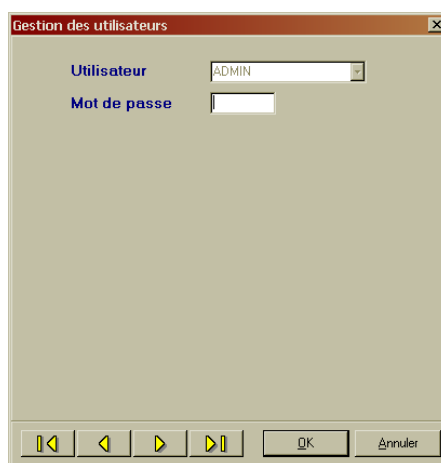 Gestion des utilisateurs
Utilisateur ADMIN
Mot de passe
OK Annuler